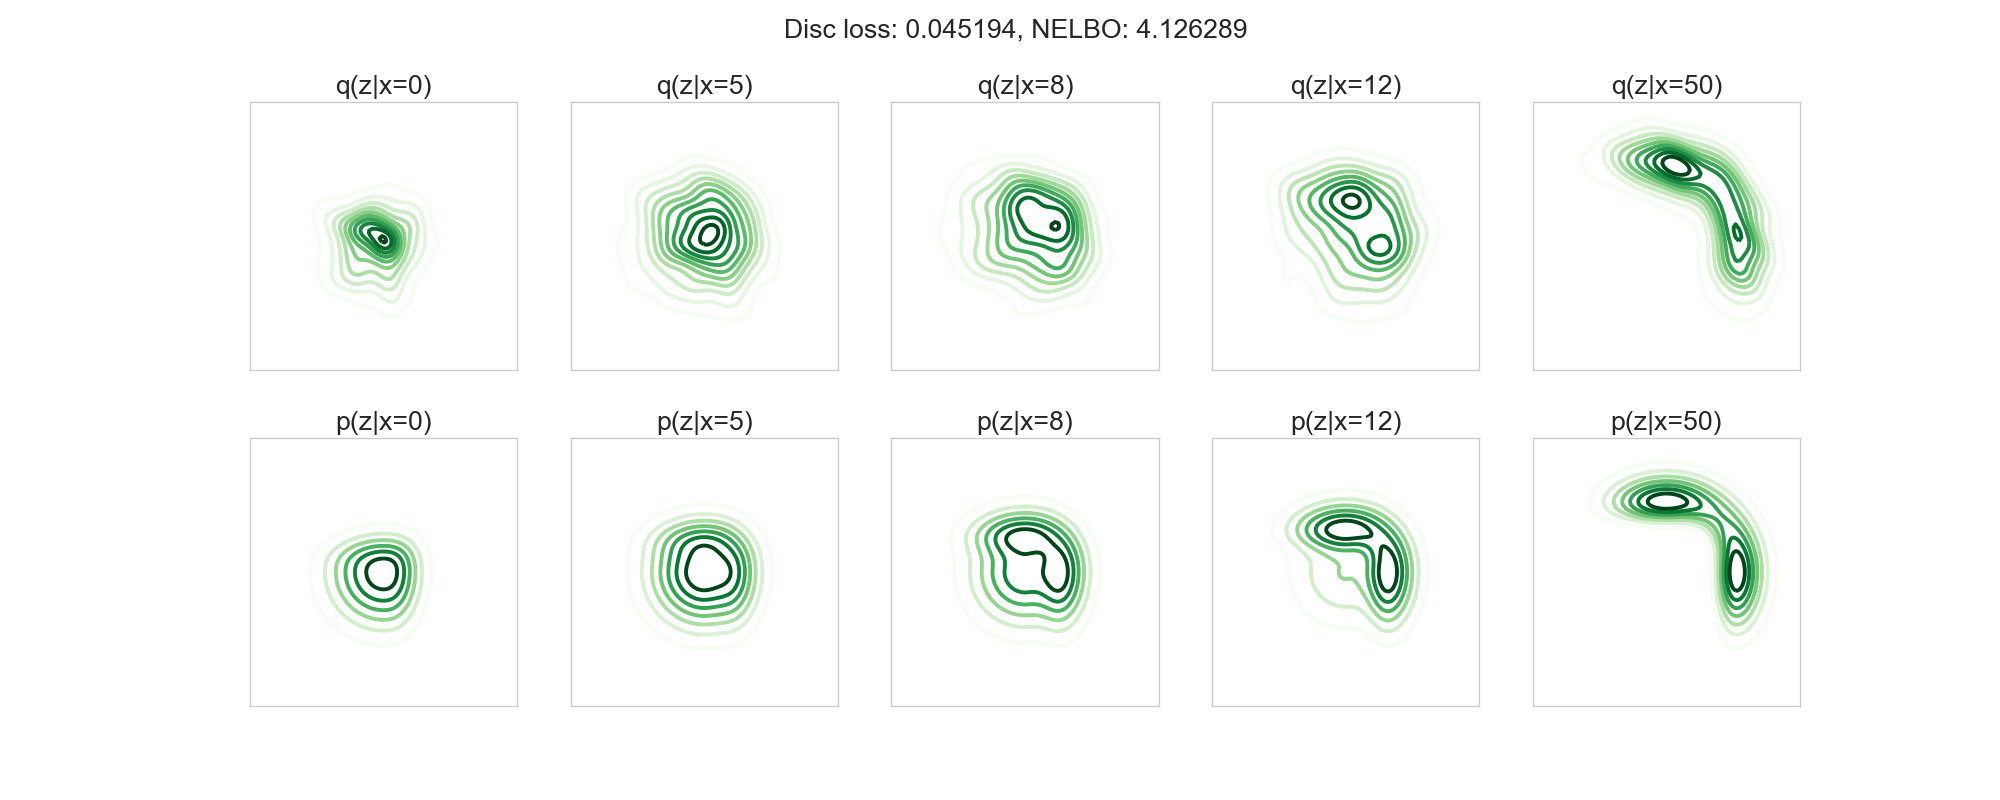 Disc loss: 0.045194, NELBO: 4.126289
q(z|x=0) q(z|x=5) q(z|x=8) q(z|x=12) q(z|x=50)
p(z|x=0) p(z|x=5) p(z|x=8) p(z|x=12) p(z|x=50)